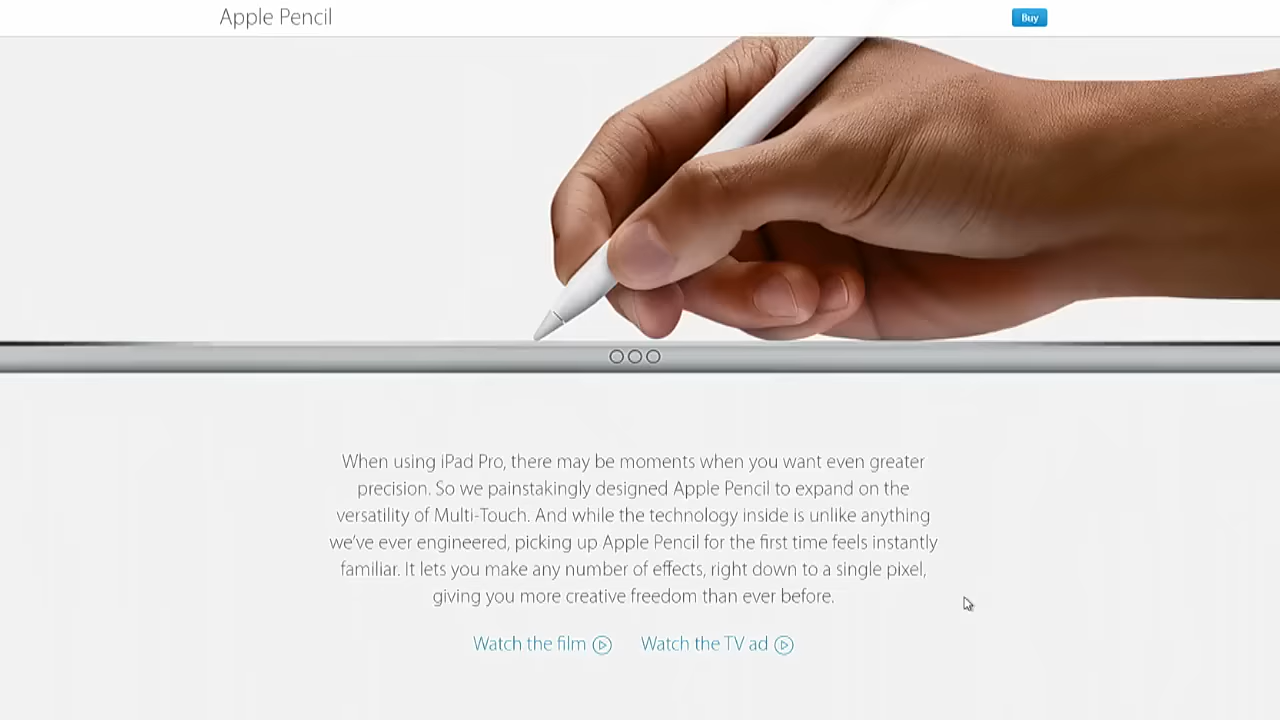 Apple Pencil
Buy
When using iPad Pro, there may be moments when you want even greater
precision. So we painstakingly designed Apple Pencil to expand on the
versatility of Multi-Touch. And while the technology inside is unlike anything
we've ever engineered, picking up Apple Pencil for the first time feels instantly
familiar. It lets you make any number of effects, right down to a single pixel,
giving you more creative freedom than ever before.
Watch the film Watch the TV ad